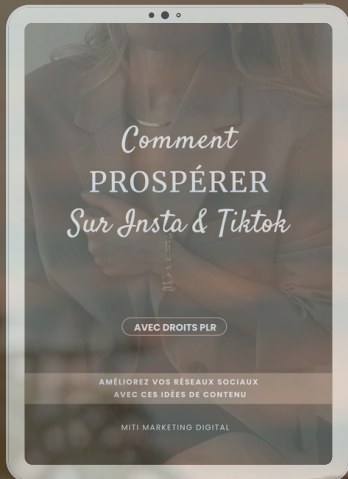 Comment
PROSPÉRER
Sur Insta & Tiktok
AVEC DROITS PLR
AMÉLIOREZ VOS RÉSEAUX SOCIAUX
AVEC CES IDÉES DE CONTENU
MITI MARKETING DIGITAL